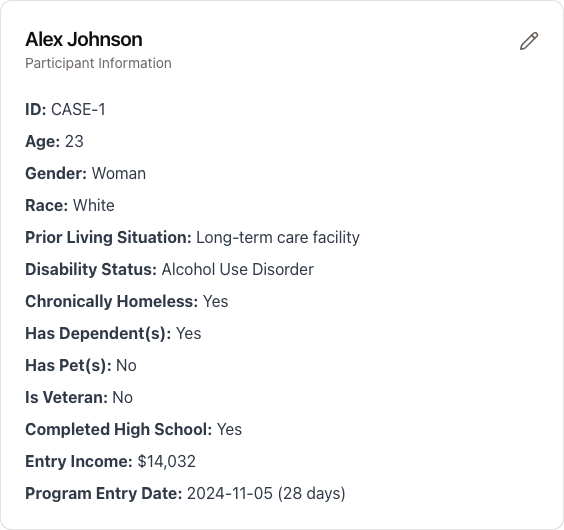 Alex Johnson
Participant Information
ID: CASE-1
Age: 23
Gender: Woman
Race: White
Prior Living Situation: Long-term care facility
Disability Status: Alcohol Use Disorder
Chronically Homeless: Yes
Has Dependent(s): Yes
Has Pet(s): No
Is Veteran: No
Completed High School: Yes
Entry Income: $14,032
Program Entry Date: 2024-11-05 (28 days)